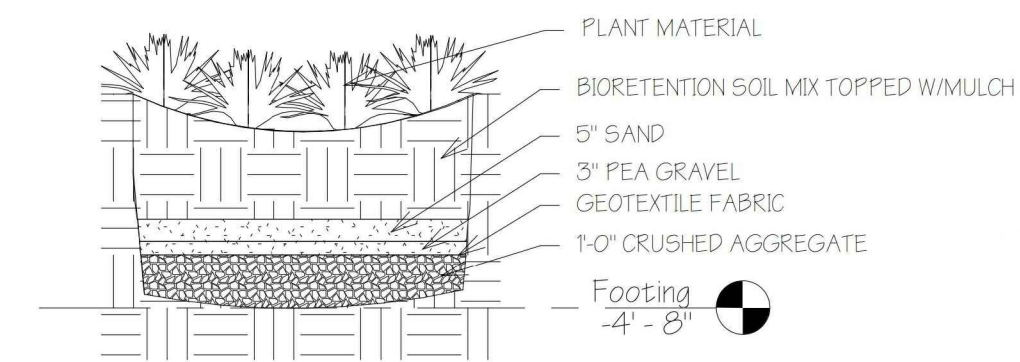 PLANT MATERIAL
BIORETENTION SOIL MIX TOPPED W/MULCH
5" SAND
3" PEA GRAVEL
GEOTEXTILE FABRIC
1'-0" CRUSHED AGGREGATE
Footing
-4' - 8"